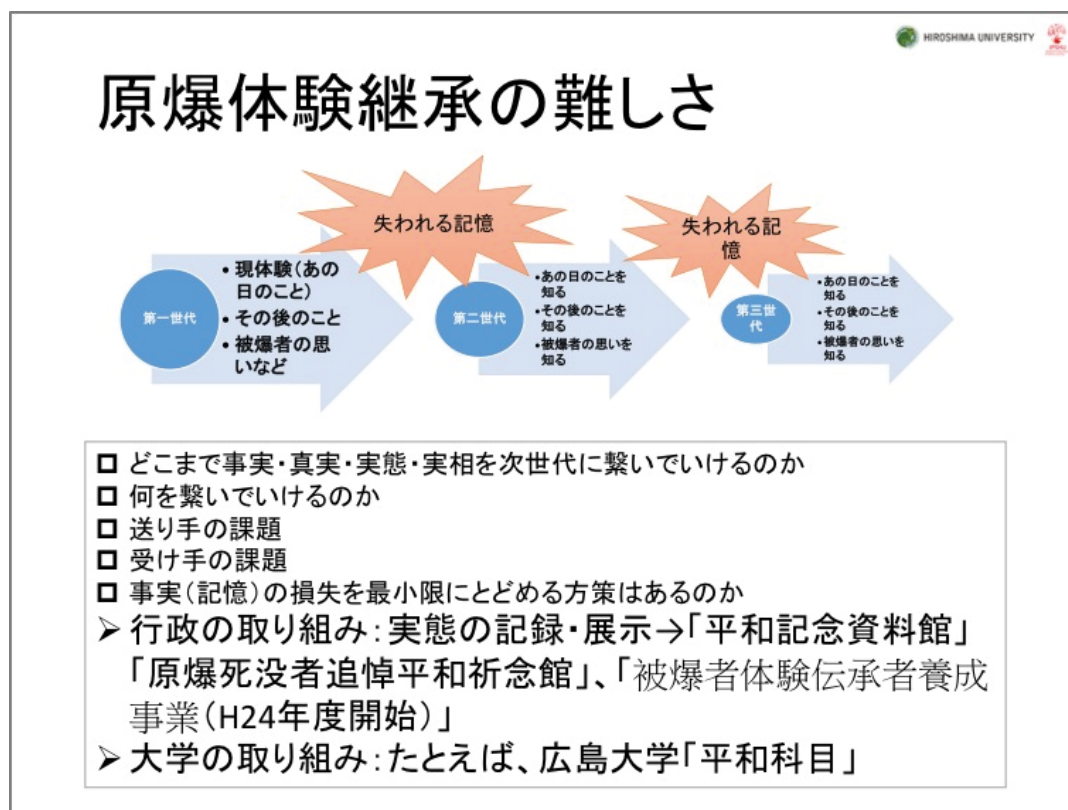 HIROSHIMA UNIVERSITY
原爆体験継承の難しさ
失われる記憶
失われる記
憶
第一世代
• 現体験(あの
日のこと)
• その後のこと
• 被爆者の思
いなど
第二世代
•あの日のことを
知る
•その後のことを
知る
•被爆者の思いを
知る
第三世
代
•あの日のことを
知る
•その後のことを
知る
•被爆者の思いを
知る
□ どこまで事実・真実・実態・実相を次世代に繋いでいけるのか
□ 何を繋いでいけるのか
□ 送り手の課題
□ 受け手の課題
□ 事実(記憶)の損失を最小限にとどめる方策はあるのか
➢ 行政の取り組み:実態の記録・展示→「平和記念資料館」
「原爆死没者追悼平和祈念館」、「被爆者体験伝承者養成
事業(H24年度開始)」
➢ 大学の取り組み:たとえば、広島大学「平和科目」